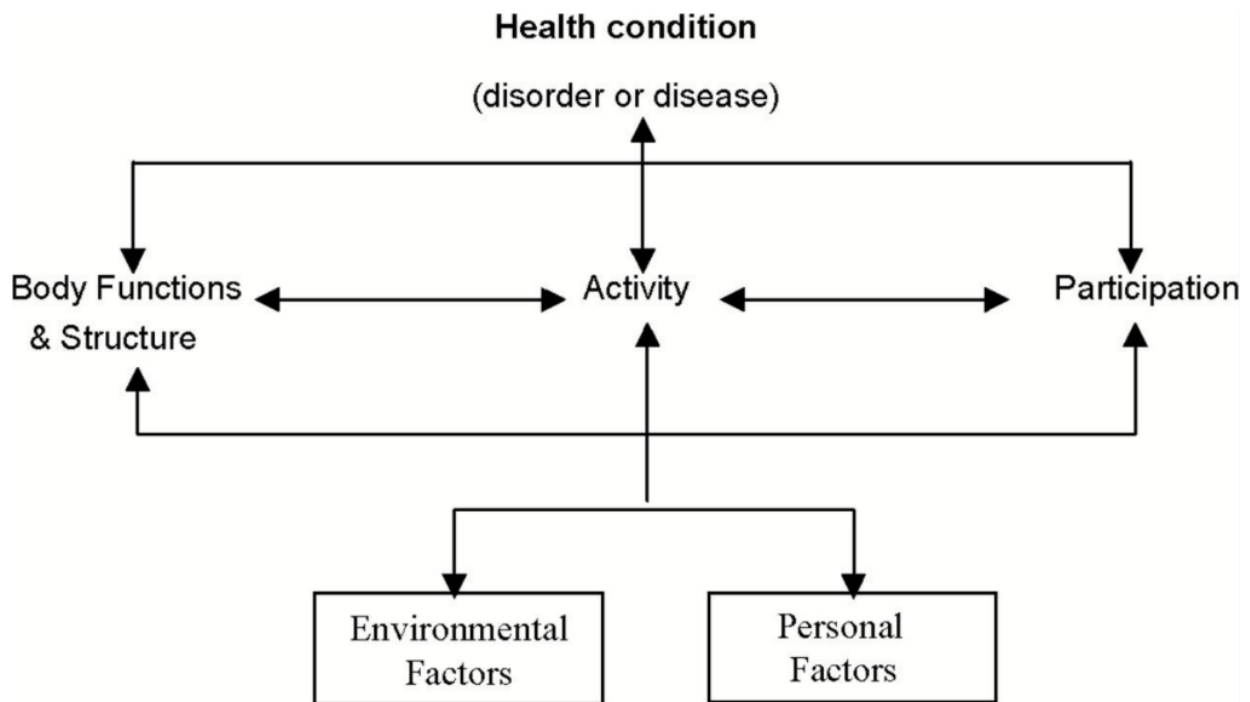 Health condition
(disorder or disease)
Body Functions
& Structure
Activity
Participation
Environmental
Factors
Personal
Factors